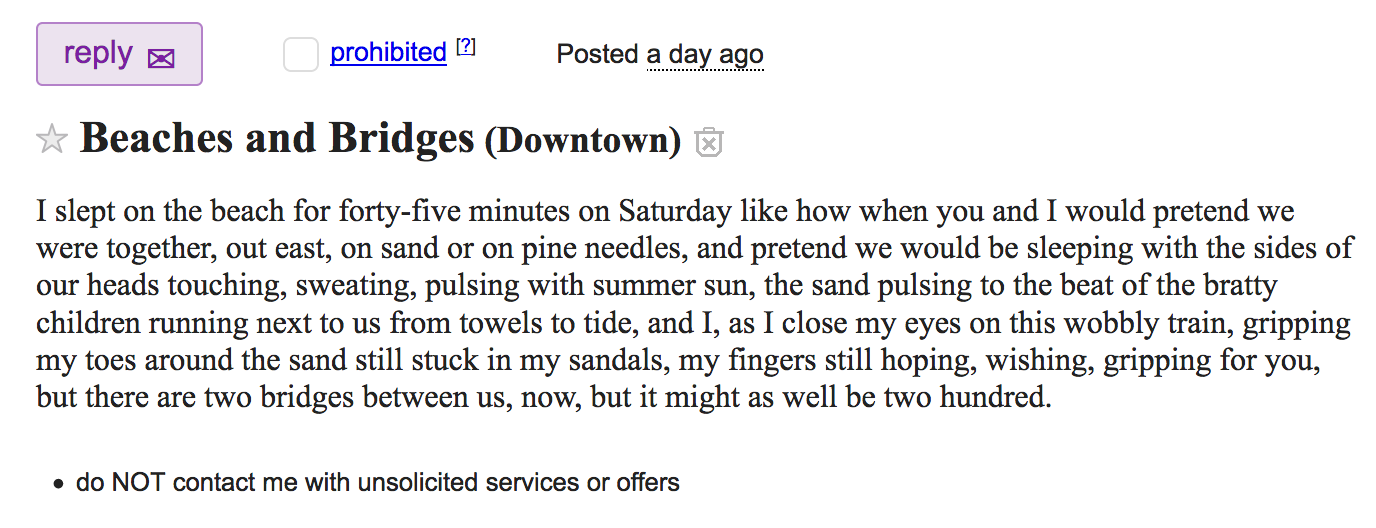 reply prohibited [?] Posted a day ago
Beaches and Bridges (Downtown)
I slept on the beach for forty-five minutes on Saturday like how when you and I would pretend we
were together, out east, on sand or on pine needles, and pretend we would be sleeping with the sides of
our heads touching, sweating, pulsing with summer sun, the sand pulsing to the beat of the bratty
children running next to us from towels to tide, and I, as I close my eyes on this wobbly train, gripping
my toes around the sand still stuck in my sandals, my fingers still hoping, wishing, gripping for you,
but there are two bridges between us, now, but it might as well be two hundred.
• do NOT contact me with unsolicited services or offers